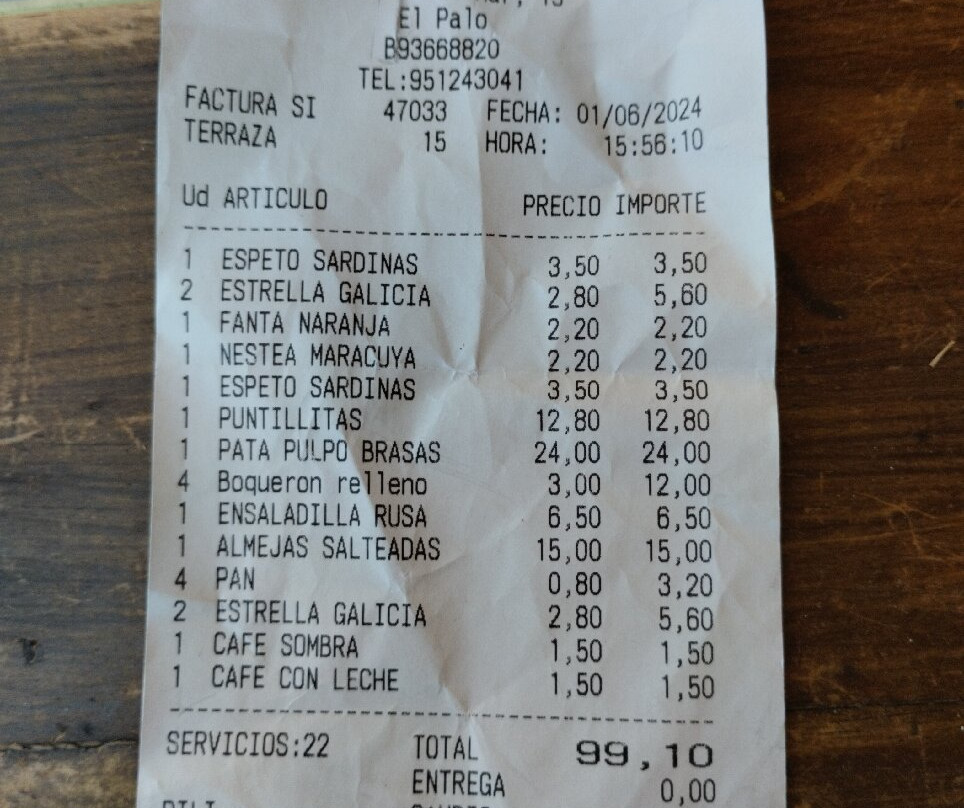 El Palo
B93668820
TEL:951243041
FACTURA SI 47033 FECHA: 01/06/2024
TERRAZA 15 HORA: 15:56:10
Ud ARTICULO PRECIO IMPORTE
1 ESPETO SARDINAS 3,50 3,50
2 ESTRELLA GALICIA 2,80 5,60
1 FANTA NARANJA 2,20 2,20
1 NESTEA MARACUYA 2,20 2,20
1 ESPETO SARDINAS 3,50 3,50
1 PUNTILLITAS 12,80 12,80
1 PATA PULPO BRASAS 24,00 24,00
4 Boqueron relleno 3,00 12,00
1 ENSALADILLA RUSA 6,50 6,50
1 ALMEJAS SALTEADAS 15,00 15,00
4 PAN 0,80 3,20
2 ESTRELLA GALICIA 2,80 5,60
1 CAFE SOMBRA 1,50 1,50
1 CAFE CON LECHE 1,50 1,50
SERVICIOS:22 TOTAL 99,10
ENTREGA 0,00